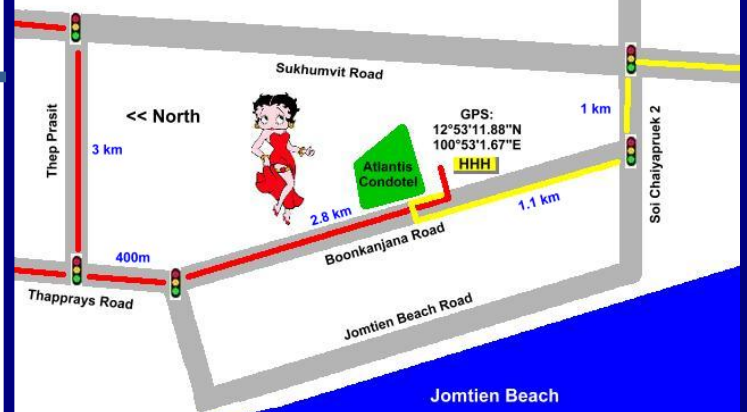 Sukhumvit Road
Thep Prasit
3 km
<< North
GPS:
12°53'11.88"N
100°53'1.67"E
HHH
1 km
Soi Chaiyapruek 2
Atlantis
Condotel
2.8 km
1.1 km
Boonkanjana Road
400m
Thapprays Road
Jomtien Beach Road
Jomtien Beach